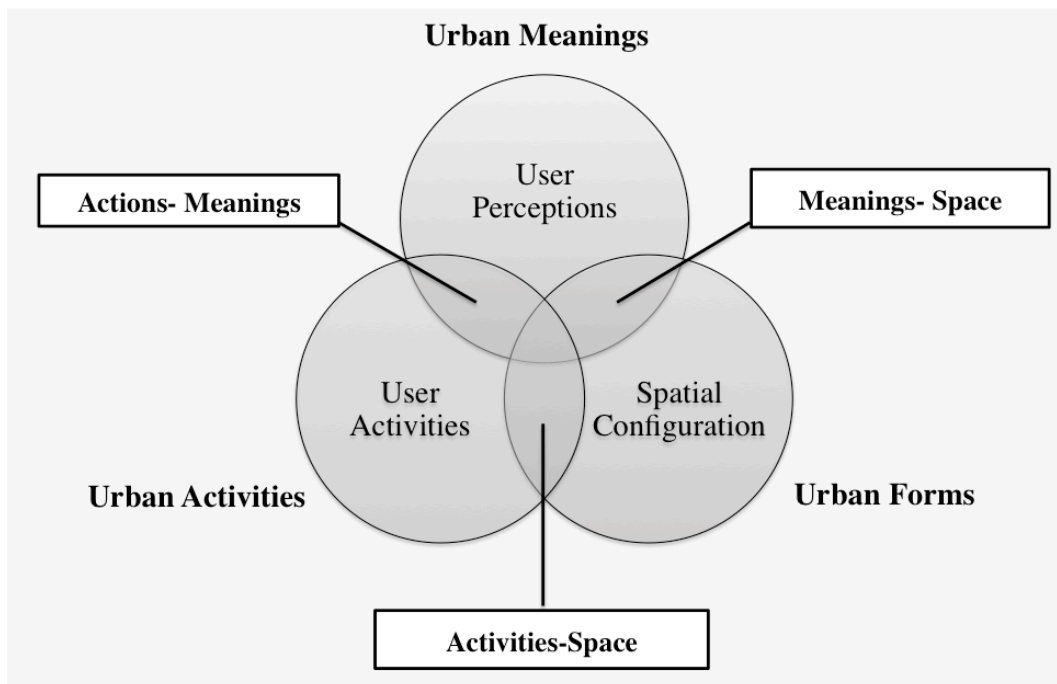 Urban Meanings
User
Perceptions
Actions- Meanings
Meanings- Space
User
Activities
Spatial
Configuration
Urban Activities
Urban Forms
Activities-Space